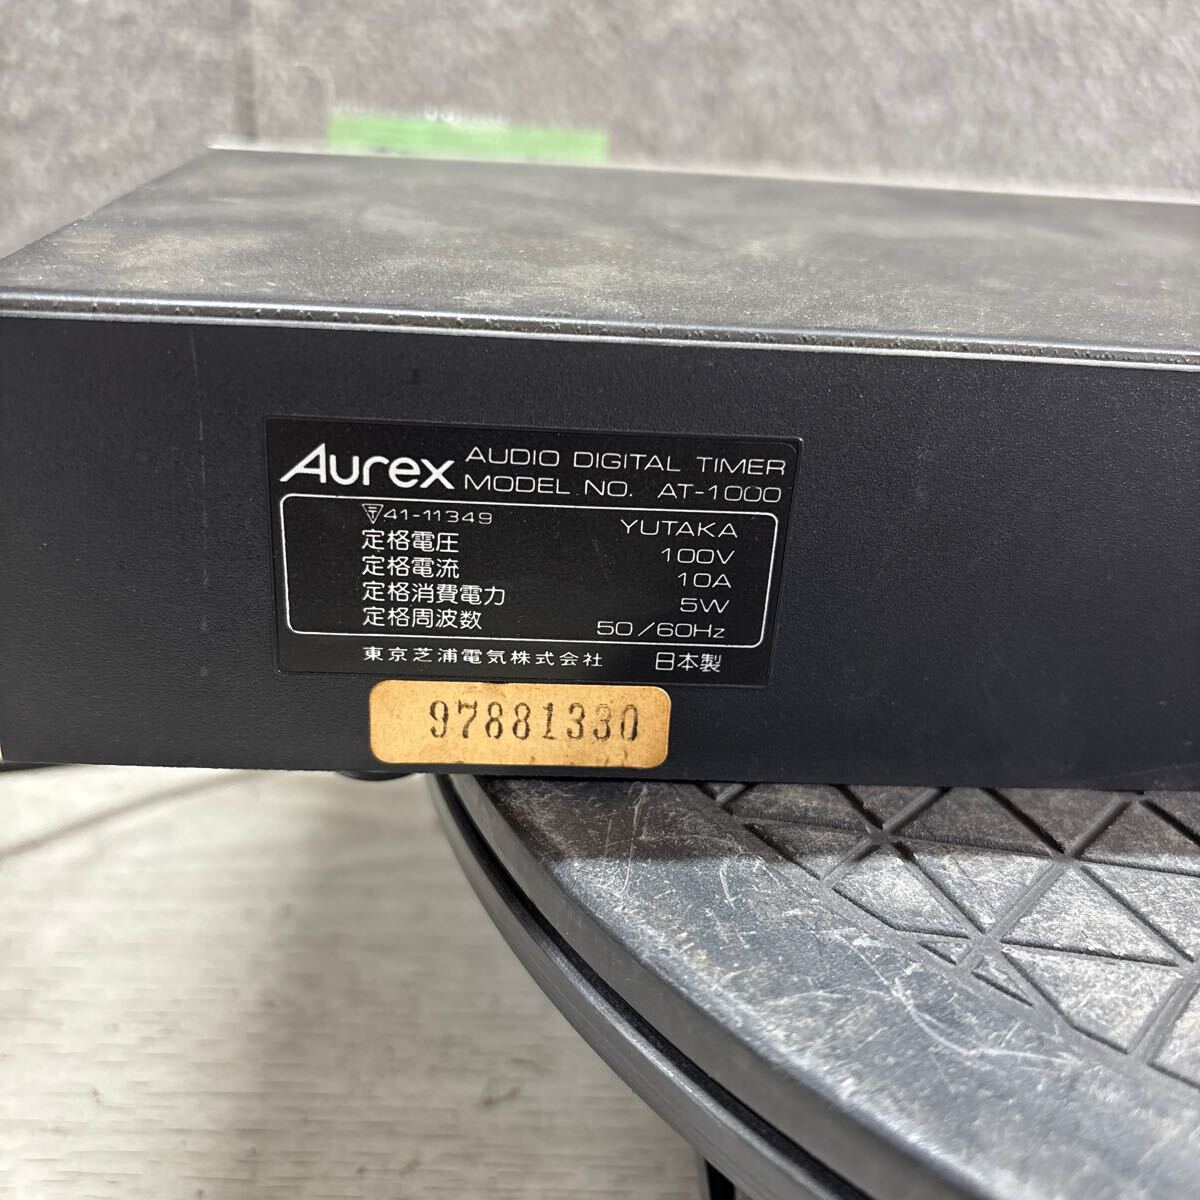 Aurex AUDIO DIGITAL TIMER
MODEL NO. AT-1000
41-11349 YUTAKA
定格電圧 100V
定格電流 10A
定格消費電力 5W
定格周波数 50/60Hz
東京芝浦電気株式会社 日本製
97881330